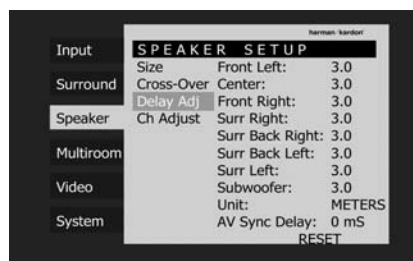 harman/kardon
Input
Surround
Speaker
Multiroom
Video
System
SPEAKER SETUP
Size
Cross-Over
Delay Adj
Ch Adjust
Front Left: 3.0
Center: 3.0
Front Right: 3.0
Surr Right: 3.0
Surr Back Right: 3.0
Surr Back Left: 3.0
Surr Left: 3.0
Subwoofer: 3.0
Unit: METERS
AV Sync Delay: 0 mS
RESET